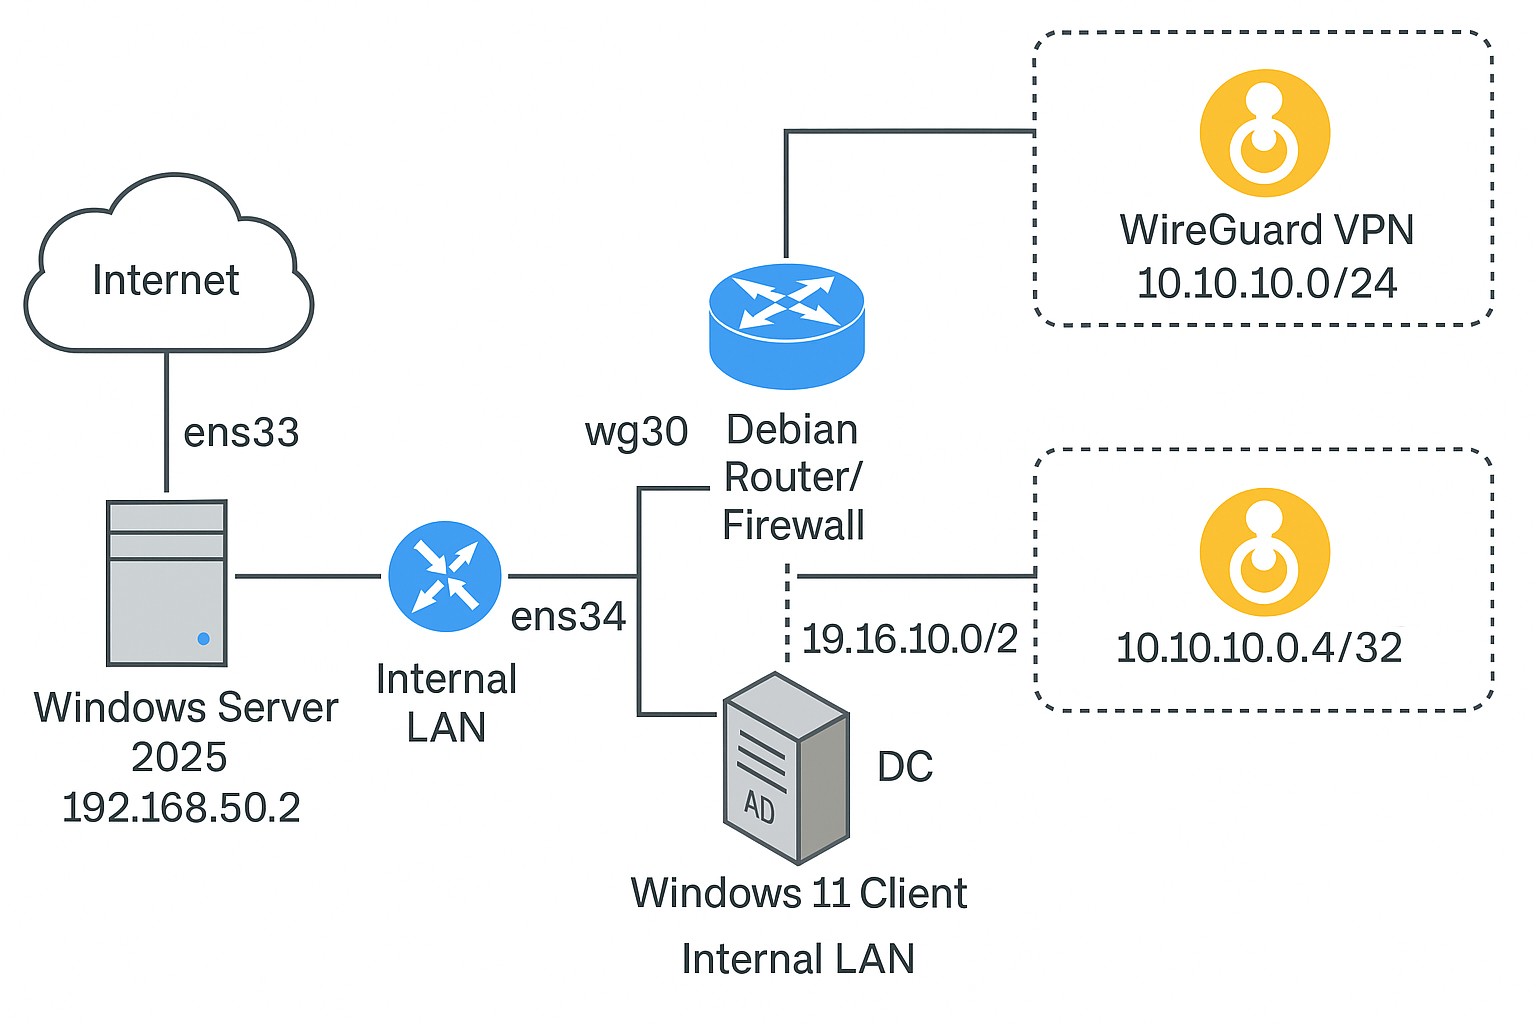 Internet
ens33
Windows Server
2025
192.168.50.2
Internal
LAN
ens34
wg30
Debian
Router/
Firewall
WireGuard VPN
10.10.10.0/24
19.16.10.0/2
10.10.10.0.4/32
AD
DC
Windows 11 Client
Internal LAN